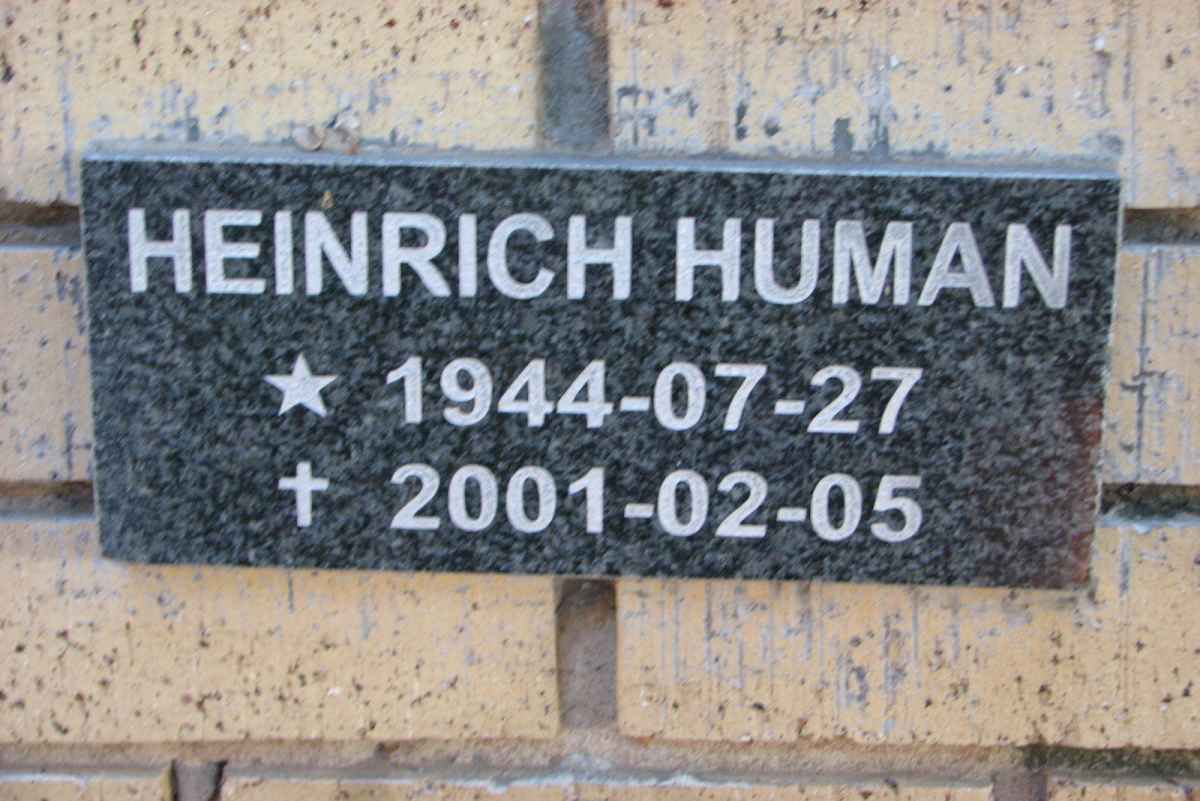 HEINRICH HUMAN
★ 1944-07-27
✝ 2001-02-05